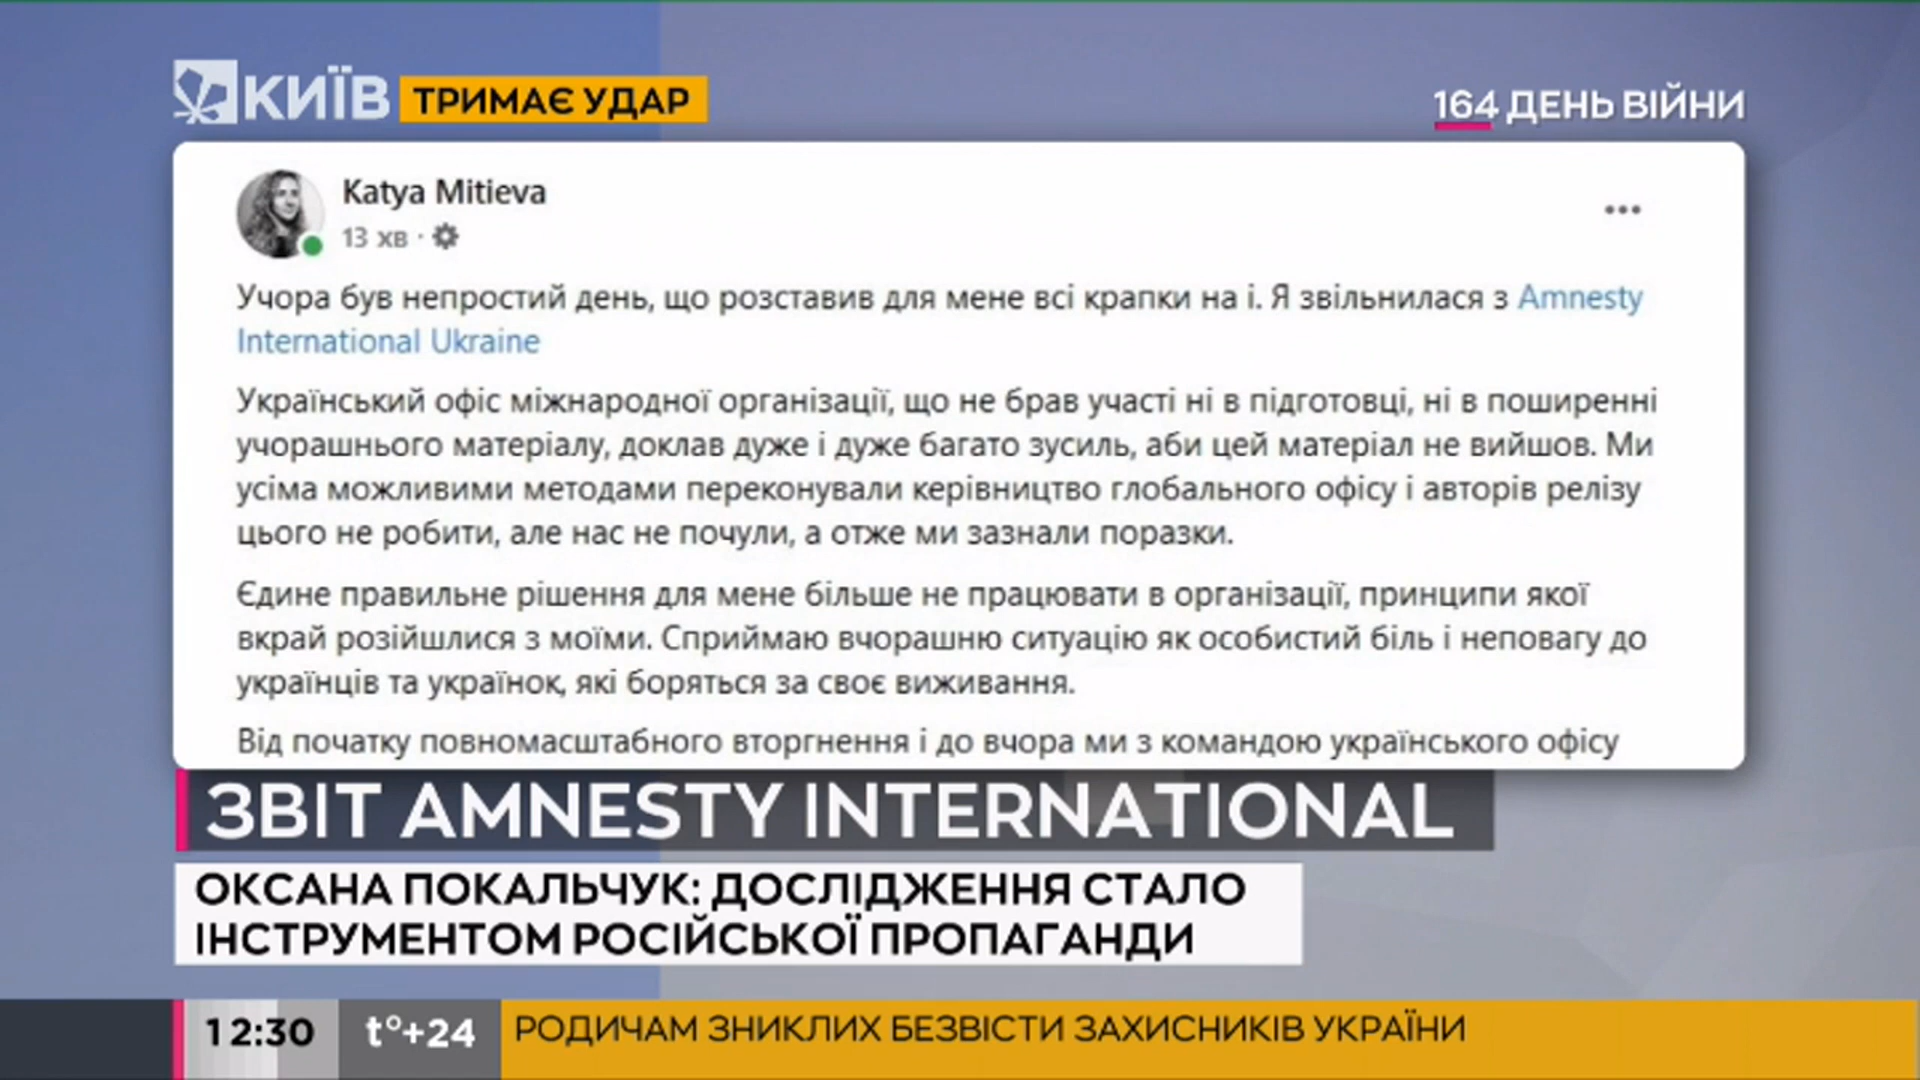 КИЇВ ТРИМАЄ УДАР
164 ДЕНЬ ВІЙНИ
Katya Mitieva
13 хв ·
Учора був непростий день, що розставив для мене всі крапки на і. Я звільнилася з Amnesty
International Ukraine
Український офіс міжнародної організації, що не брав участі ні в підготовці, ні в поширенні
учорашнього матеріалу, доклав дуже і дуже багато зусиль, аби цей матеріал не вийшов. Ми
усіма можливими методами переконували керівництво глобального офісу і авторів релізу
цього не робити, але нас не почули, а отже ми зазнали поразки.
Єдине правильне рішення для мене більше не працювати в організації, принципи якої
вкрай розійшлися з моїми. Сприймаю вчорашню ситуацію як особистий біль і неповагу до
українців та українок, які боряться за своє виживання.
Від початку повномасштабного вторгнення і до вчора ми з командою українського офісу
ЗВІТ AMNESTY INTERNATIONAL
ОКСАНА ПОКАЛЬЧУК: ДОСЛІДЖЕННЯ СТАЛО
ІНСТРУМЕНТОМ РОСІЙСЬКОЇ ПРОПАГАНДИ
12:30 t°+24 РОДИЧАМ ЗНИКЛИХ БЕЗВІСТИ ЗАХИСНИКІВ УКРАЇНИ